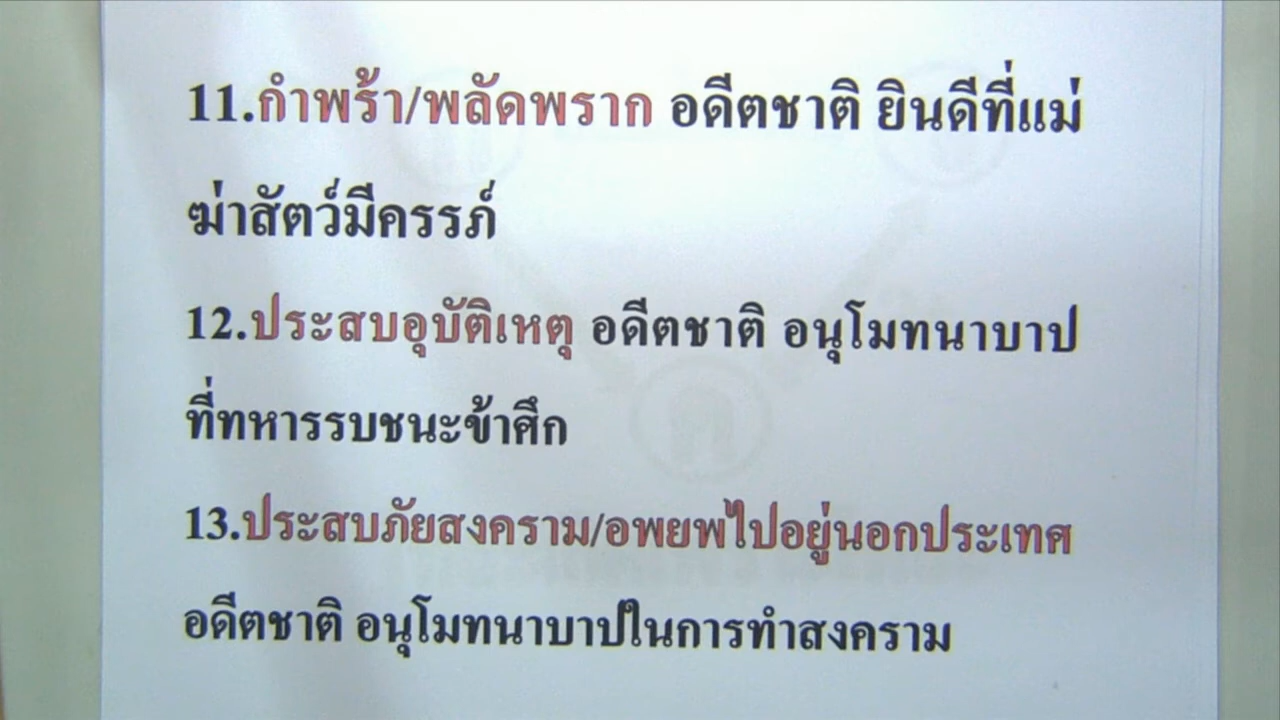 11.กำพร้า/พลัดพราก อดีตชาติ ยินดีที่แม่
ฆ่าสัตว์มีครรภ์
12.ประสบอุบัติเหตุ อดีตชาติ อนุโมทนาบาป
ที่ทหารรบชนะข้าศึก
13.ประสบภัยสงคราม/อพยพไปอยู่นอกประเทศ
อดีตชาติ อนุโมทนาบาปในการทำสงคราม